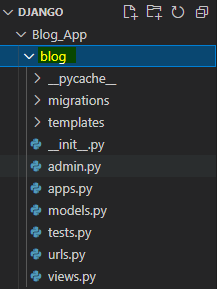 DJANGO
Blog_App
blog
__pycache__
migrations
templates
__init__.py
admin.py
apps.py
models.py
tests.py
urls.py
views.py